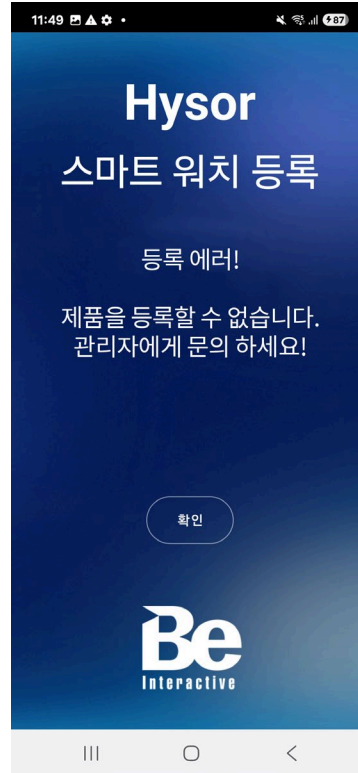 11:49
87
Hysor
스마트 워치 등록
등록 에러!
제품을 등록할 수 없습니다.
관리자에게 문의 하세요!
확인
Be
Interactive